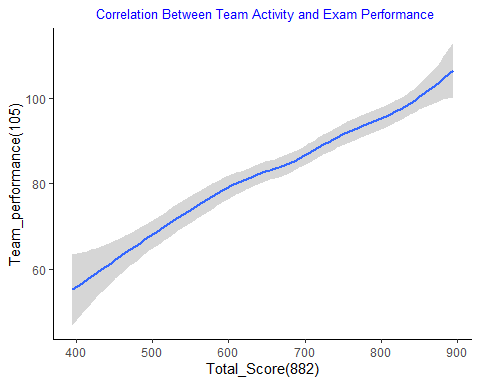 Correlation Between Team Activity and Exam Performance
Team_performance(105)
100
80
60
400 500 600 700 800 900
Total_Score(882)